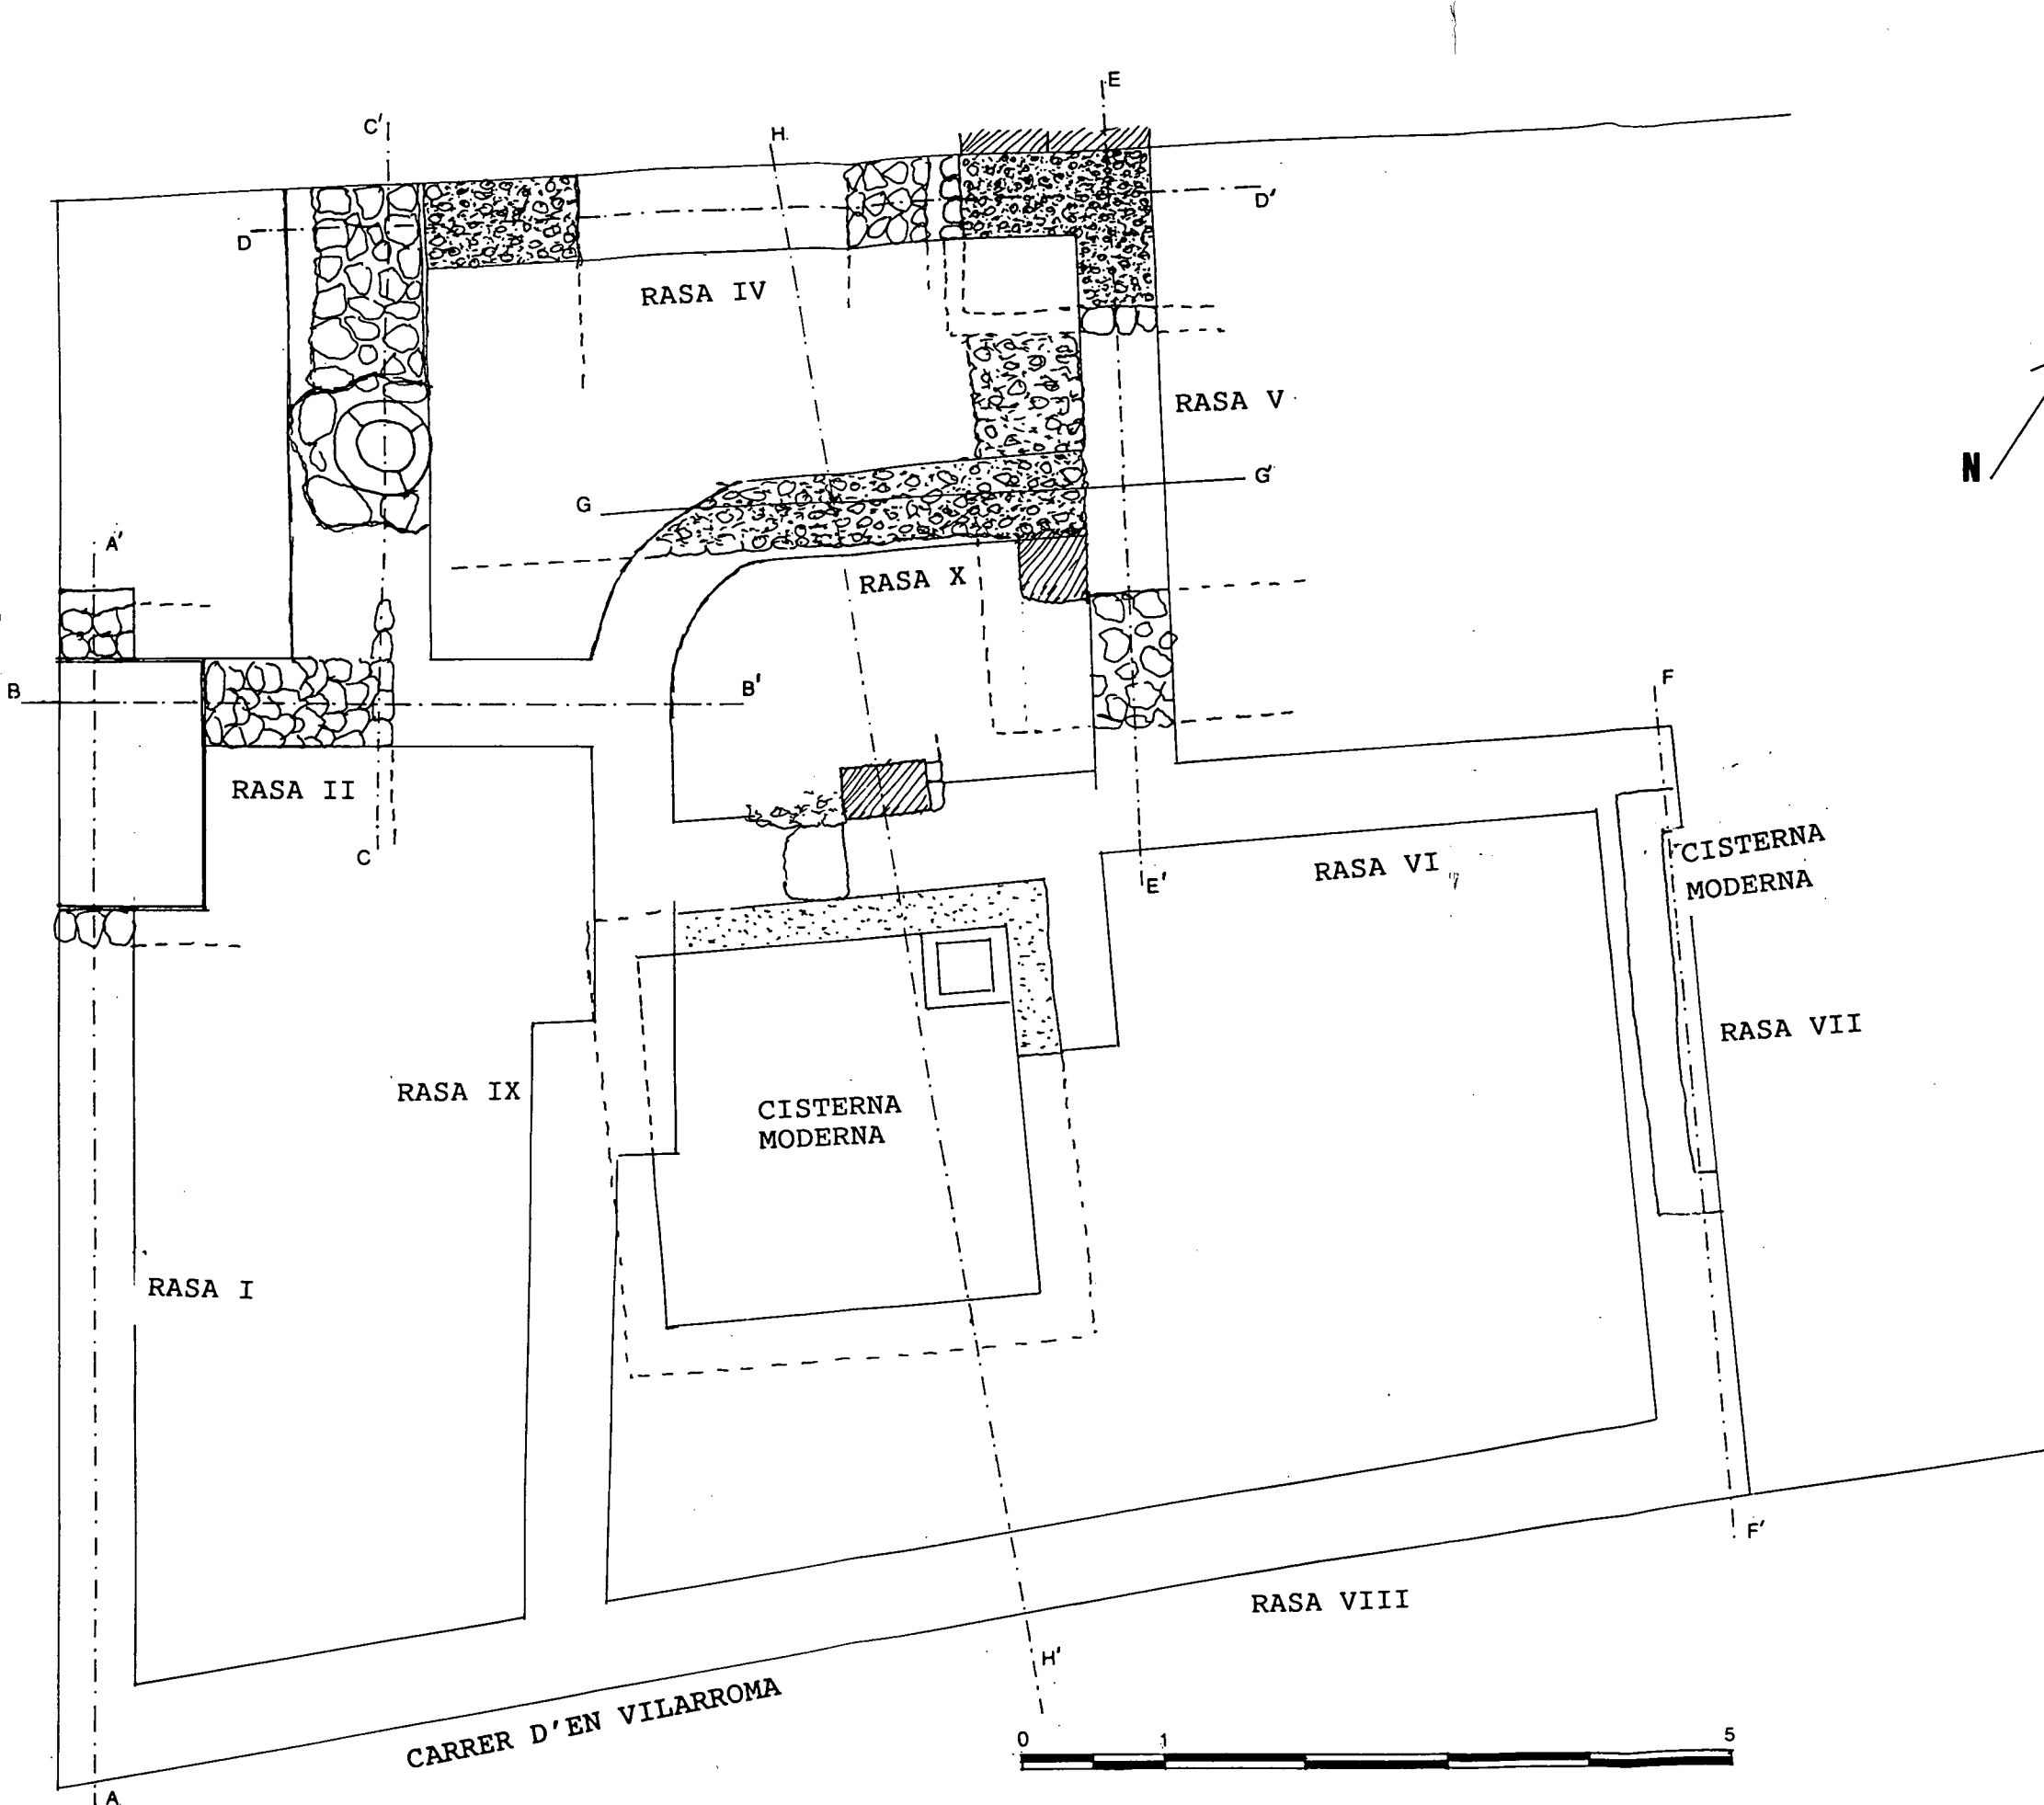 E
C'
H
D'
D
RASA IV
RASA V
G
G'
N
A'
RASA X
F
B
B'
RASA II
C
CISTERNA
MODERNA
RASA VI
E'
RASA VII
RASA IX
CISTERNA
MODERNA
RASA I
F'
RASA VIII
H'
CARRER D'EN VILARROMA
0 1 5
A